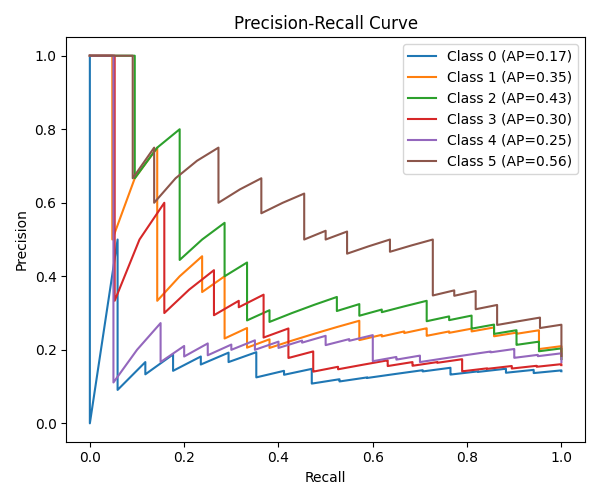 Precision-Recall Curve
Class 0 (AP=0.17)
Class 1 (AP=0.35)
Class 2 (AP=0.43)
Class 3 (AP=0.30)
Class 4 (AP=0.25)
Class 5 (AP=0.56)
Precision
1.0
0.8
0.6
0.4
0.2
0.0
0.0 0.2 0.4 0.6 0.8 1.0
Recall